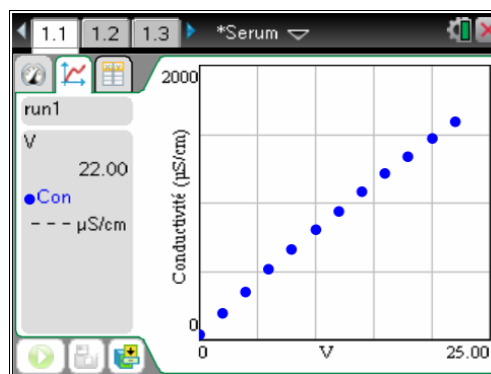 1.1 1.2 1.3 *Serum
run1
V
22.00
Con
--- µS/cm
2000
Conductivité (µS/cm)
0
0 V 25.00